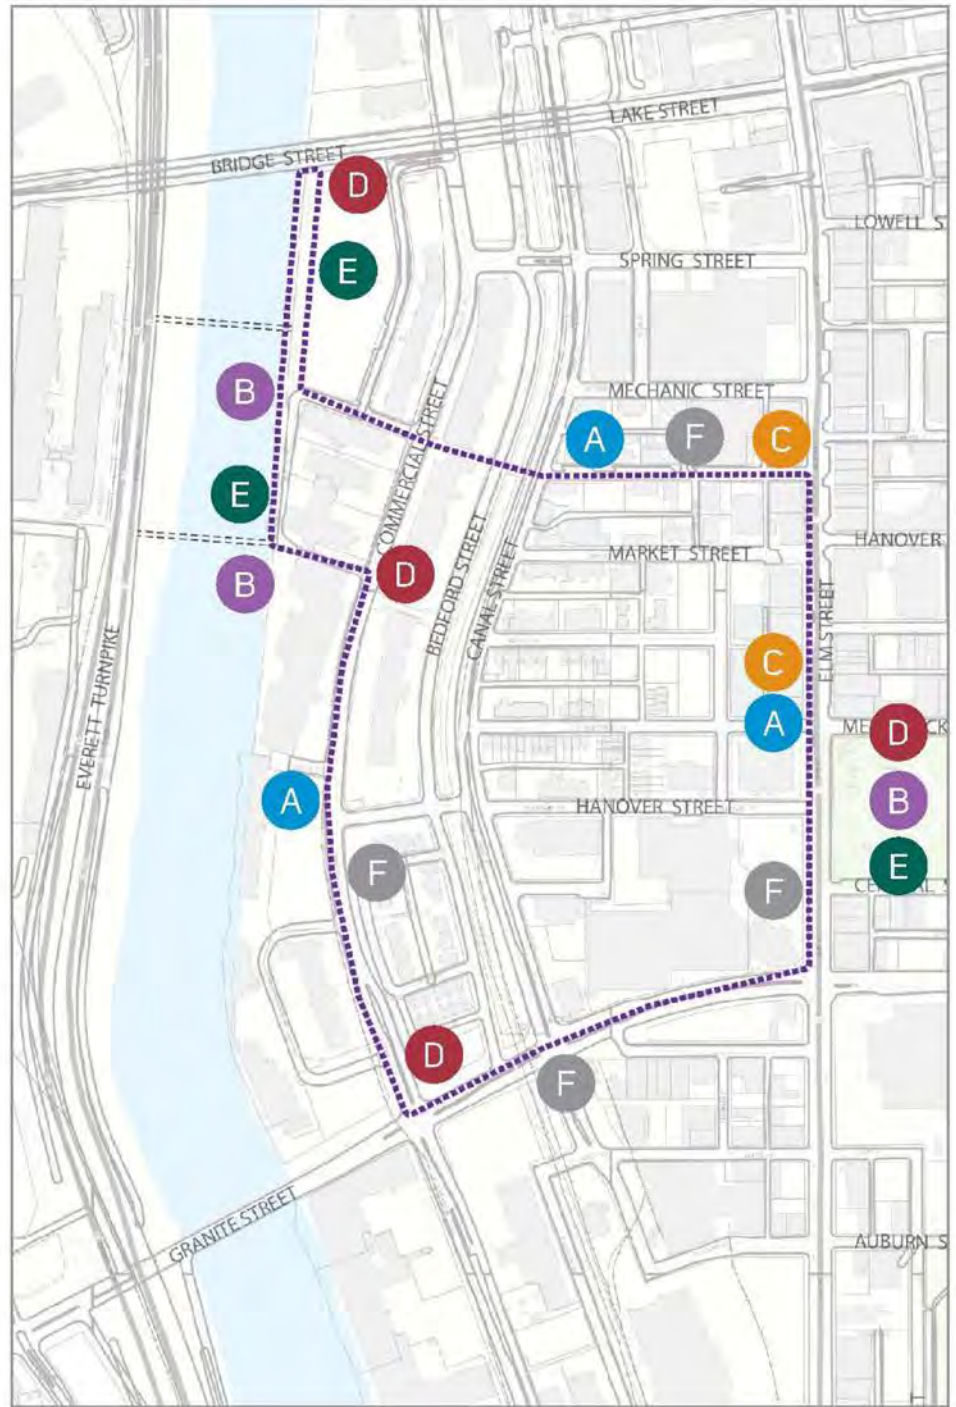 LAKE STREET
BRIDGE STREET
D
LOWELL S
E
SPRING STREET
B
MECHANIC STREET
A
F
C
E
COMMERCIAL STREET
HANOVER
MARKET STREET
B
D
BEDFORD STREET
CANAL STREET
ELM STREET
C
EVERETT TURNPIKE
A
D
CK
B
A
HANOVER STREET
F
F
E
D
F
GRANITE STREET
AUBURN S